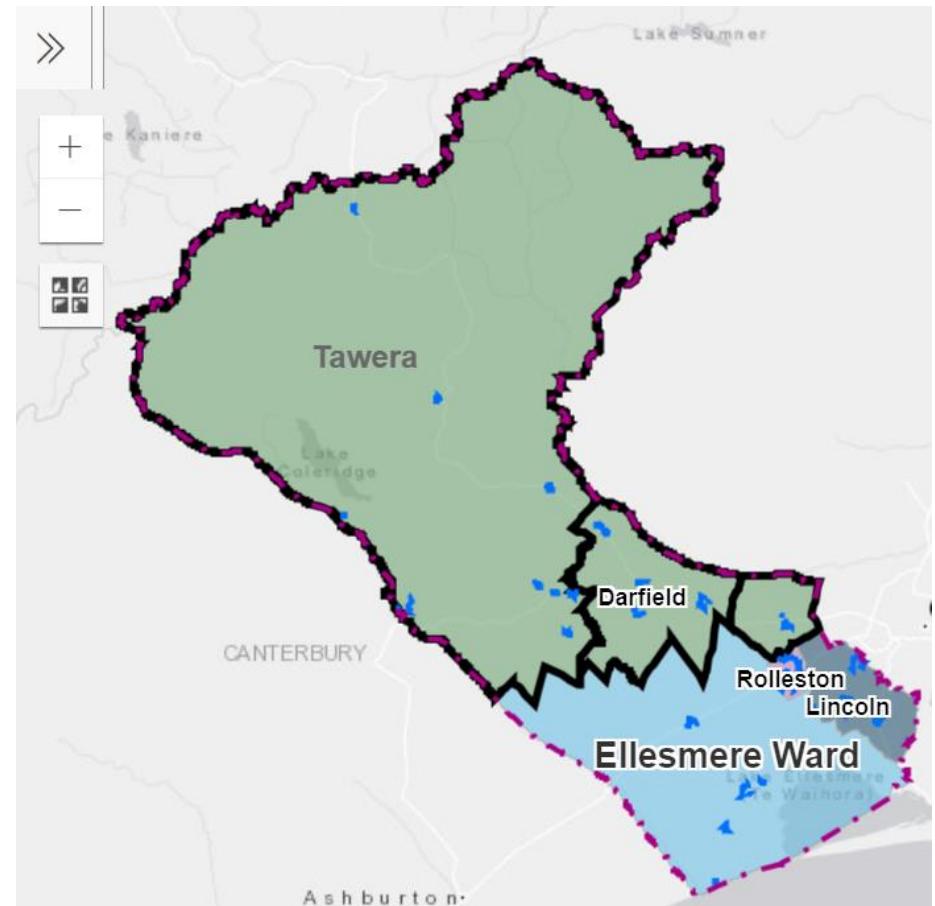 Lake Sumner
e Kaniere
Tawera
Lake
Coleridge
Darfield
CANTERBURY
Rolleston
Lincoln
Ellesmere Ward
Lake Ellesmere
(Te Waihora)
Ashburton